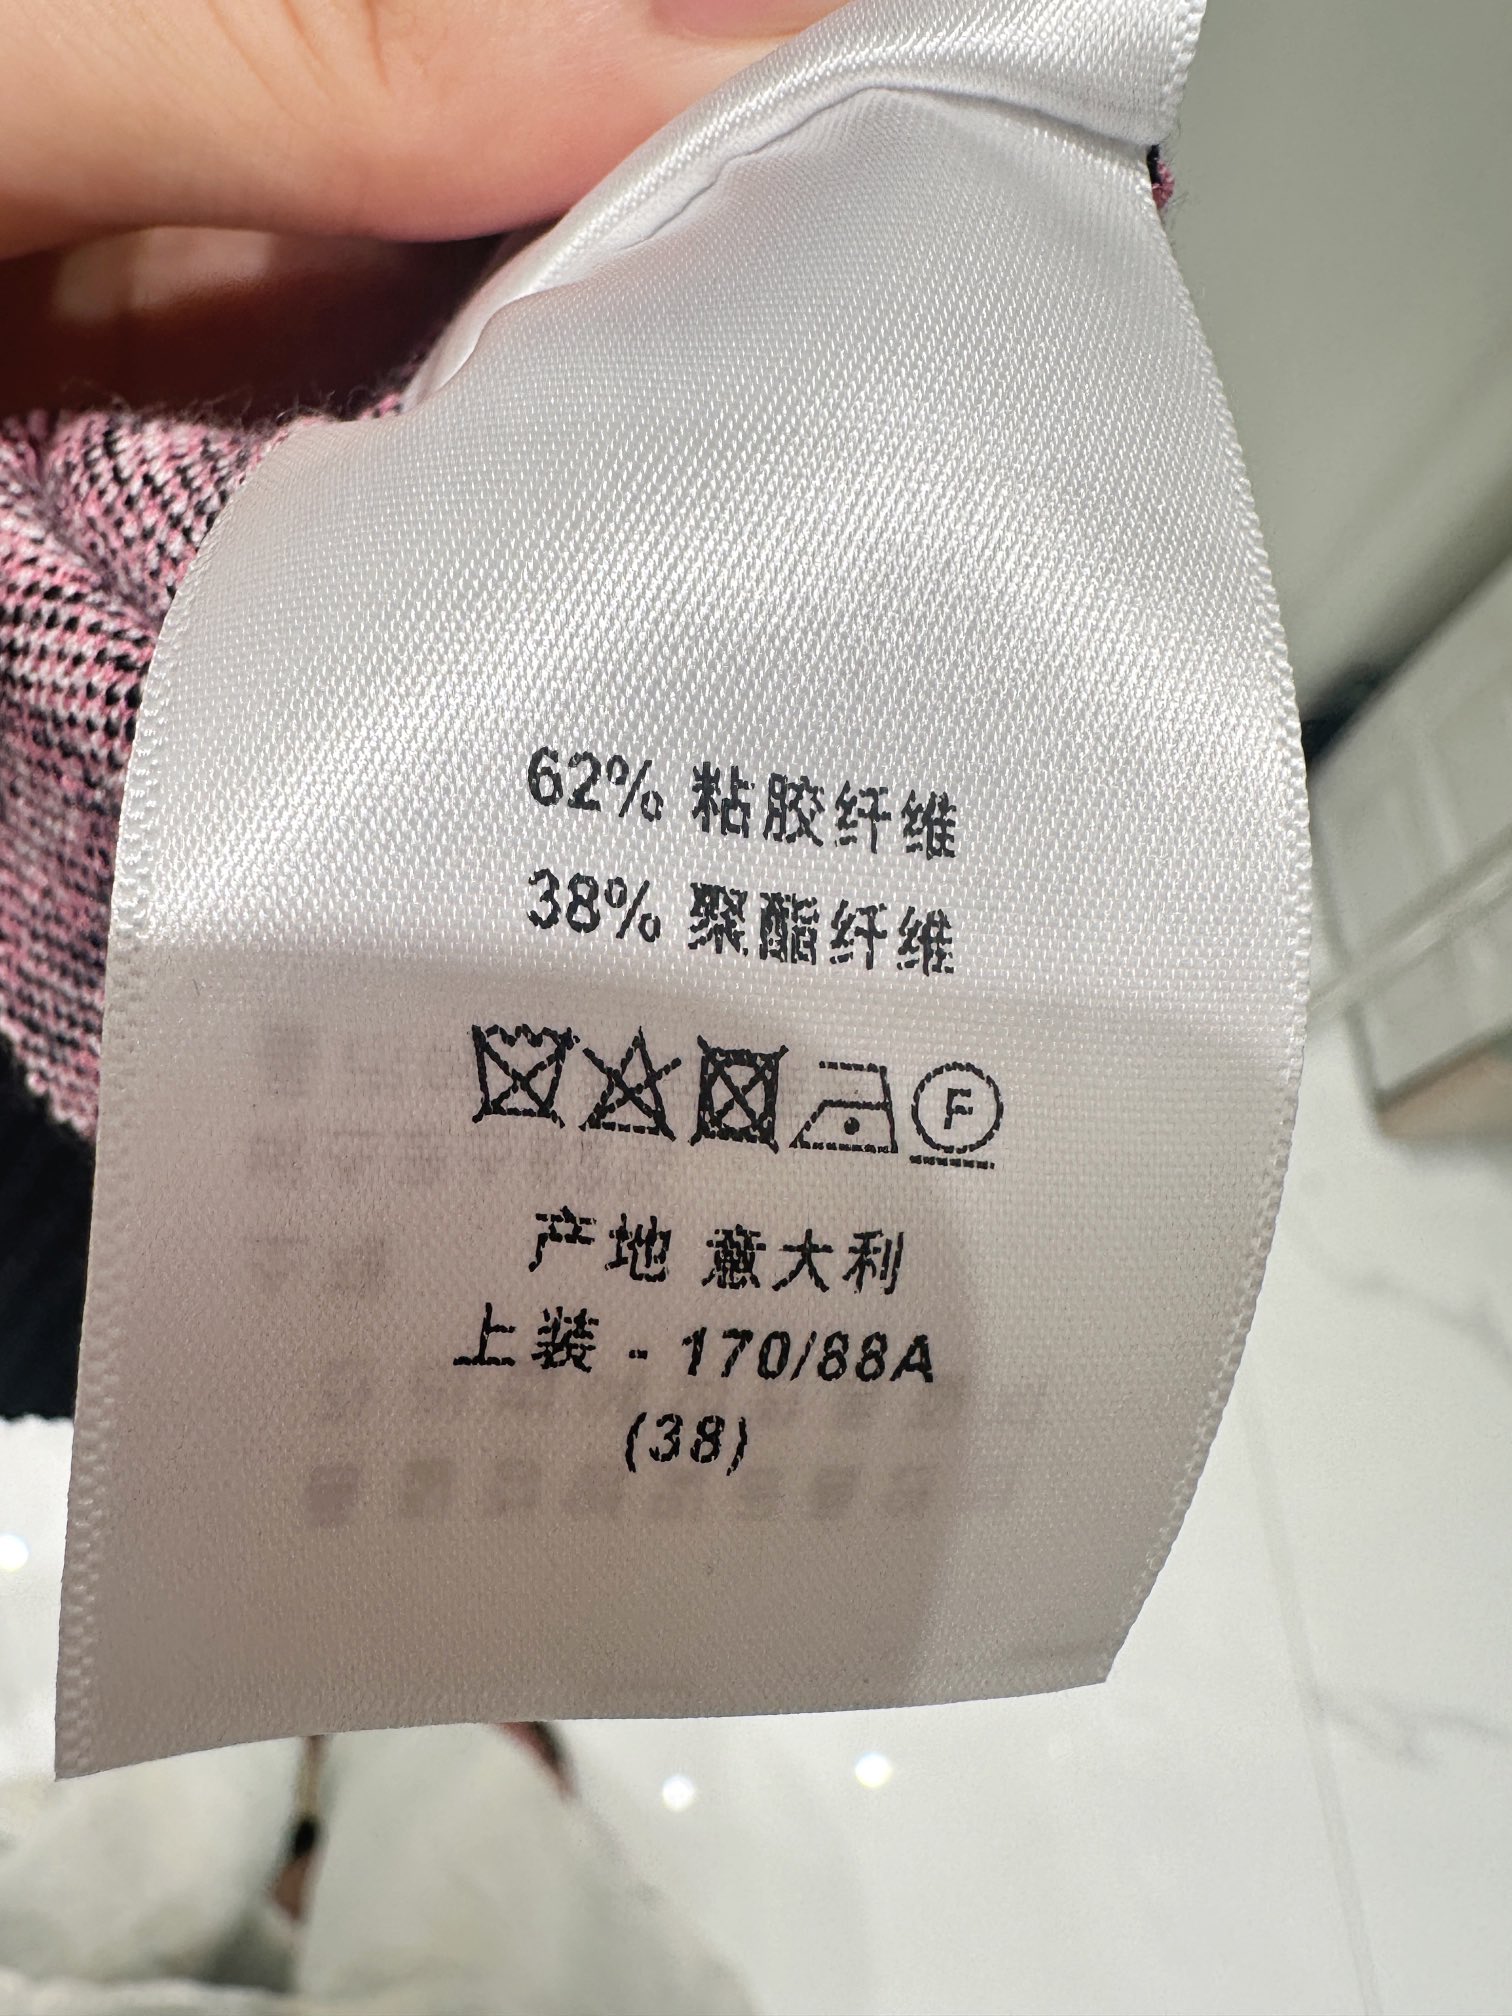 62% 粘胶纤维
38% 聚酯纤维
F
产地 意大利
上装 - 170/88A
(38)